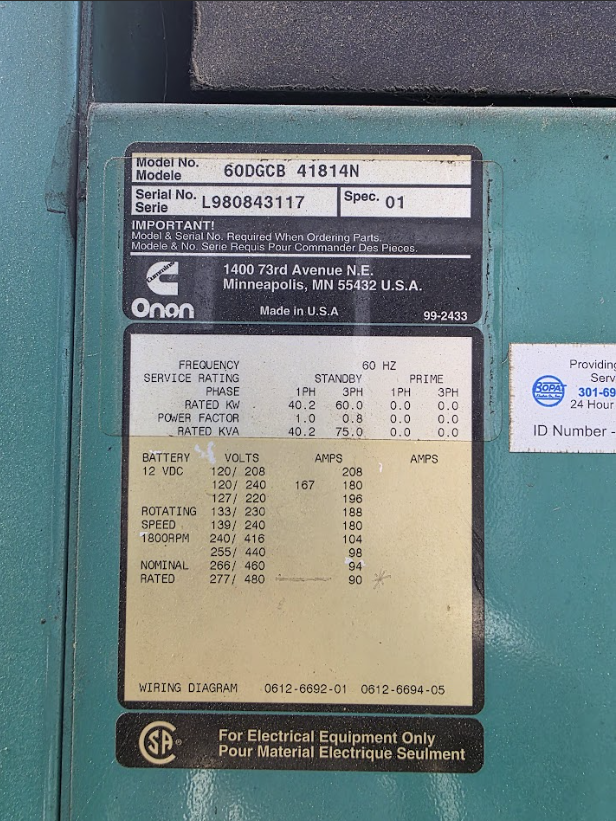 Model No. 60DGCB 41814N
Modele
Serial No. L980843117 Spec. 01
Serie
IMPORTANT!
Model & Serial No. Required When Ordering Parts.
Modele & No. Serie Requis Pour Commander Des Pieces.
Cummins
Onan
1400 73rd Avenue N.E.
Minneapolis, MN 55432 U.S.A.
Made in U.S.A
99-2433
FREQUENCY 60 HZ
SERVICE RATING STANDBY PRIME
PHASE 1PH 3PH 1PH 3PH
RATED KW 40.2 60.0 0.0 0.0
POWER FACTOR 1.0 0.8 0.0 0.0
RATED KVA 40.2 75.0 0.0 0.0
BATTERY VOLTS AMPS AMPS
12 VDC 120/ 208 208
120/ 240 167 180
127/ 220 196
ROTATING 133/ 230 188
SPEED 139/ 240 180
1800RPM 240/ 416 104
255/ 440 98
NOMINAL 266/ 460 94
RATED 277/ 480 90 *
WIRING DIAGRAM 0612-6692-01 0612-6694-05
SA ®
For Electrical Equipment Only
Pour Material Electrique Seulment
Providing
Serv
ROPAT
301-69
24 Hour
ID Number -